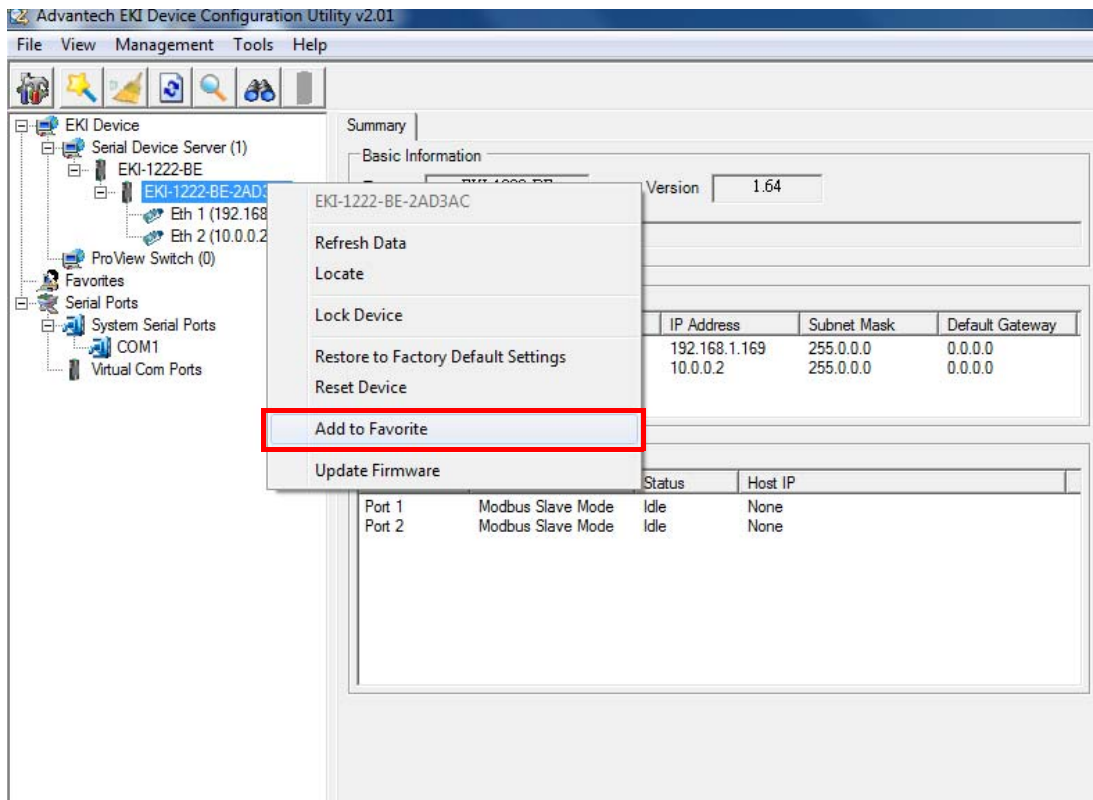 Advantech EKI Device Configuration Utility v2.01
File View Management Tools Help
EKI Device
Serial Device Server (1)
EKI-1222-BE
EKI-1222-BE-2AD3
Eth 1 (192.168
Eth 2 (10.0.0.2
ProView Switch (0)
Favorites
Serial Ports
System Serial Ports
COM1
Virtual Com Ports
EKI-1222-BE-2AD3AC
Refresh Data
Locate
Lock Device
Restore to Factory Default Settings
Reset Device
Add to Favorite
Update Firmware
Summary
Basic Information
EKI-1222-BE Version 1.64
IP Address Subnet Mask Default Gateway
192.168.1.169 255.0.0.0 0.0.0.0
10.0.0.2 255.0.0.0 0.0.0.0
Status Host IP
Port 1 Modbus Slave Mode Idle None
Port 2 Modbus Slave Mode Idle None